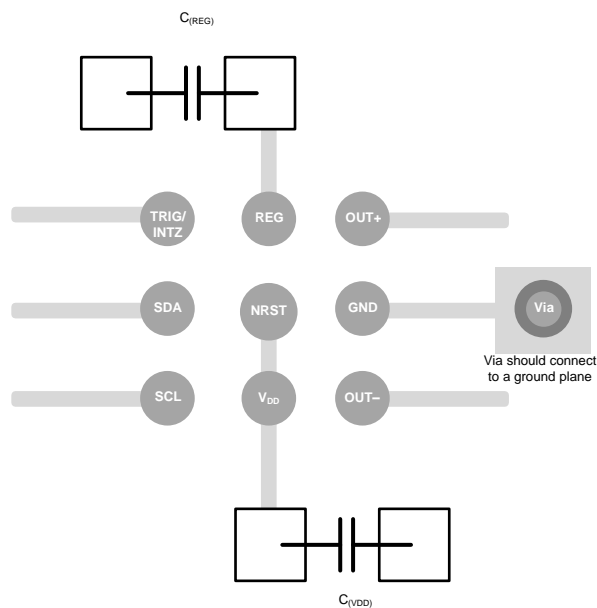 C(REG)
TRIG/
INTZ
REG
OUT+
SDA
NRST
GND
Via
Via should connect
to a ground plane
SCL
VDD
OUT−
C(VDD)